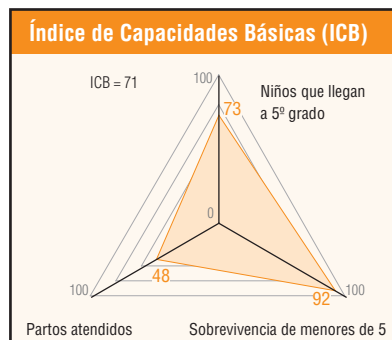 Índice de Capacidades Básicas (ICB)
ICB = 71
100
Niños que llegan
a 5º grado
73
0
48
100
92
100
Partos atendidos
Sobrevivencia de menores de 5